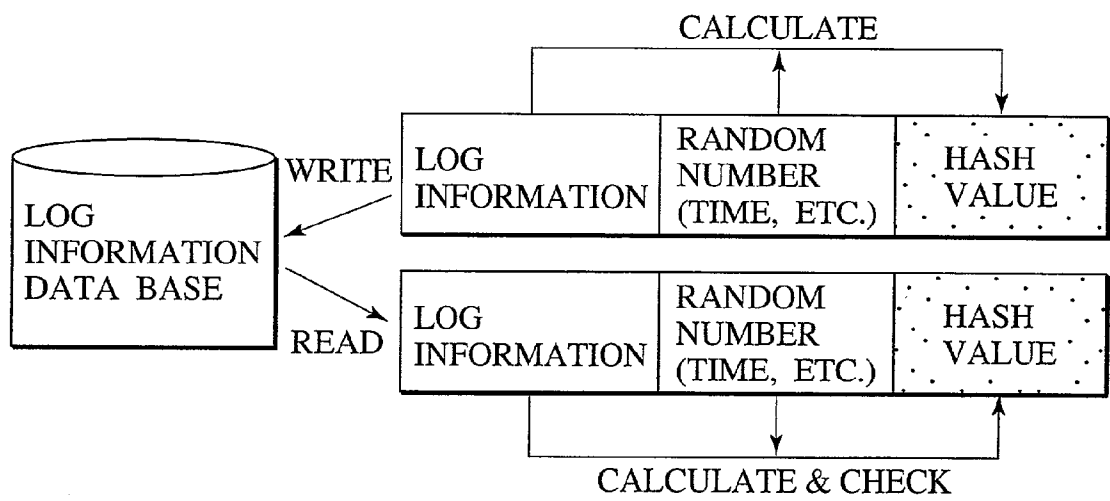 CALCULATE
LOG
INFORMATION
RANDOM
NUMBER
(TIME, ETC.)
HASH
VALUE
WRITE
LOG
INFORMATION
DATA BASE
READ
LOG
INFORMATION
RANDOM
NUMBER
(TIME, ETC.)
HASH
VALUE
CALCULATE & CHECK